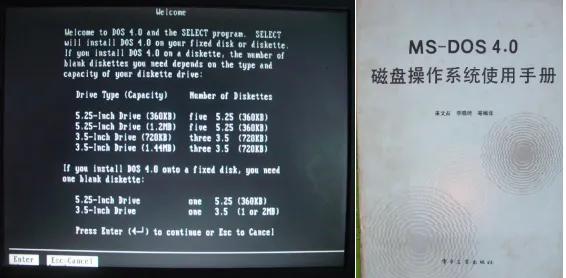 Welcome
Welcome to DOS 4.0 and the SELECT program.  SELECT
will install DOS 4.0 on your fixed disk or diskette.
If you install DOS 4.0 on a diskette, the number of
blank diskettes you need depends on the type and
capacity of your diskette drive:
Drive Type (Capacity)    Number of Diskettes
5.25-Inch Drive (360KB)    five  5.25 (360KB)
5.25-Inch Drive (1.2MB)    five  5.25 (360KB)
3.5-Inch Drive (720KB)    three 3.5  (720KB)
3.5-Inch Drive (1.44MB)    three 3.5  (720KB)
If you install DOS 4.0 onto a fixed disk, you need
one blank diskette:
5.25-Inch Drive    one  5.25 (360KB)
3.5-Inch Drive    one  3.5  (1 or 2MB)
Press Enter (◄┘) to continue or Esc to Cancel
Enter  Esc=Cancel
MS-DOS 4.0
磁盘操作系统使用手册
电子工业出版社